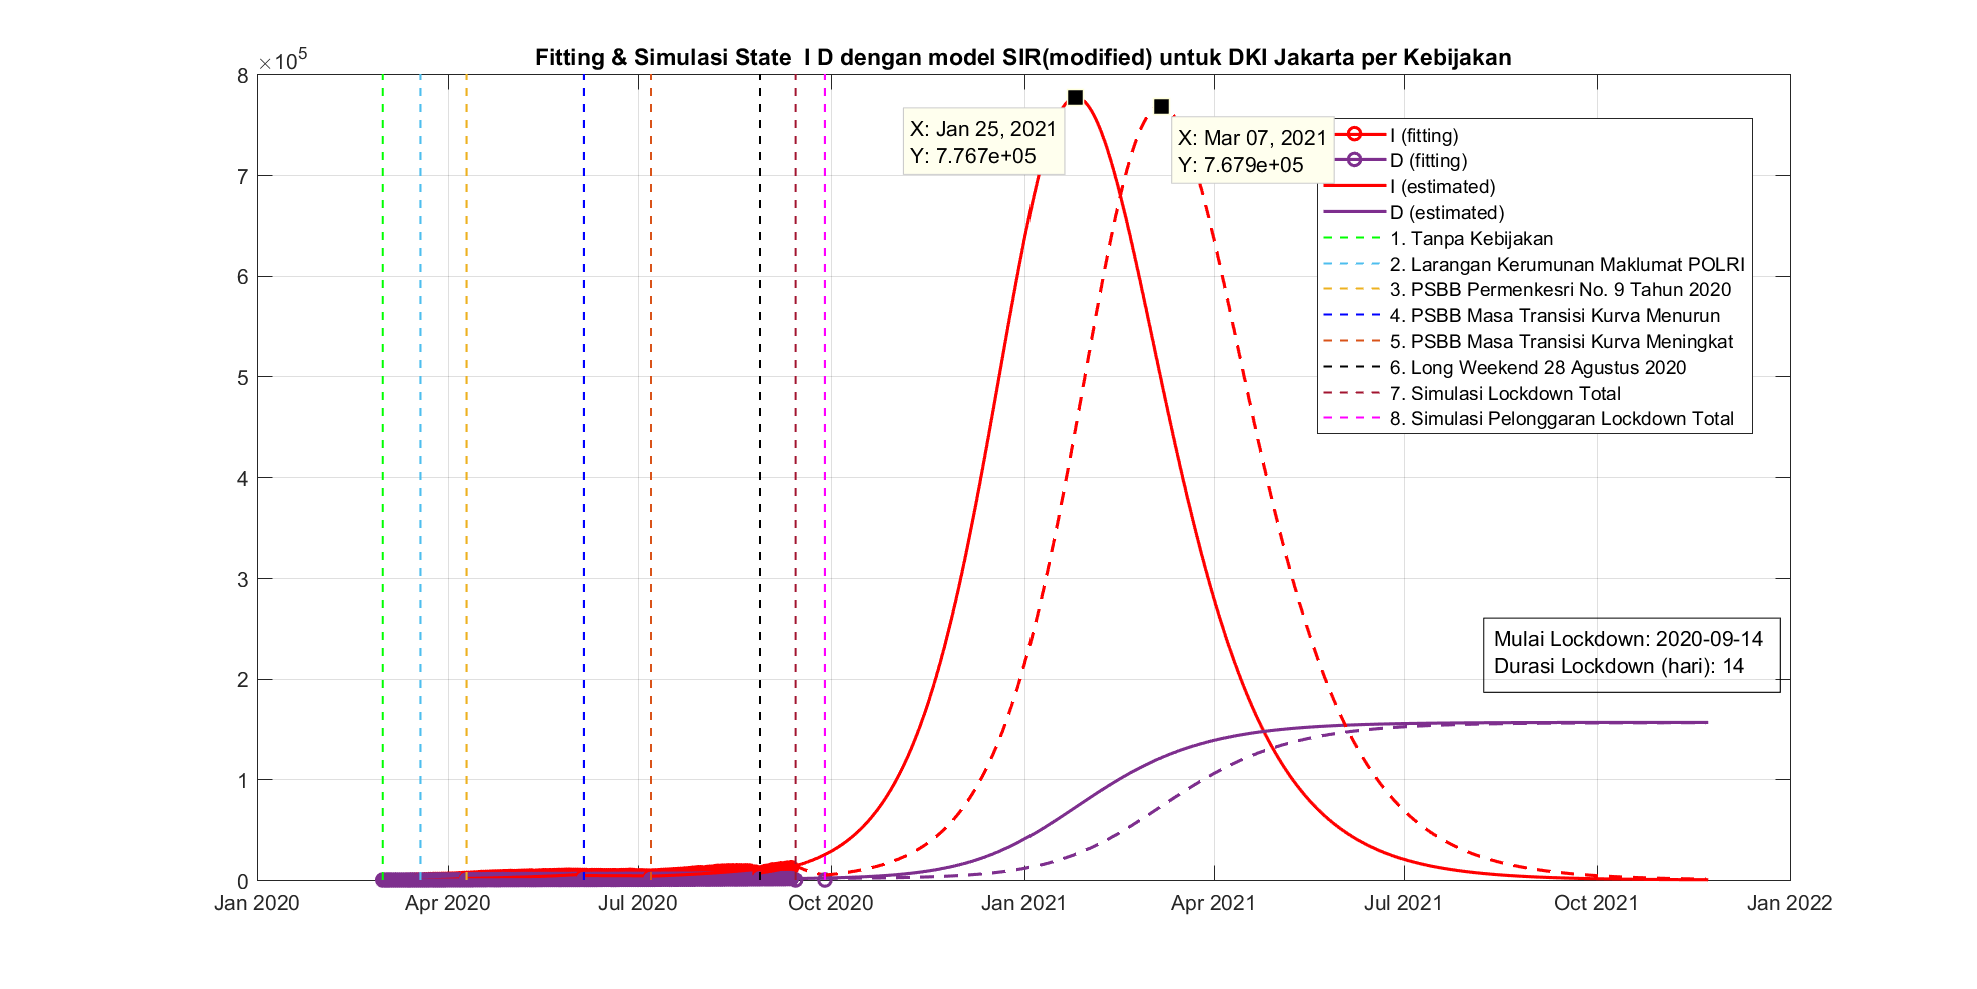 Fitting & Simulasi State I D dengan model SIR(modified) untuk DKI Jakarta per Kebijakan
×10^5
8
7
6
5
4
3
2
1
0
X: Jan 25, 2021
Y: 7.767e+05
X: Mar 07, 2021
Y: 7.679e+05
I (fitting)
D (fitting)
I (estimated)
D (estimated)
1. Tanpa Kebijakan
2. Larangan Kerumunan Maklumat POLRI
3. PSBB Permenkesri No. 9 Tahun 2020
4. PSBB Masa Transisi Kurva Menurun
5. PSBB Masa Transisi Kurva Meningkat
6. Long Weekend 28 Agustus 2020
7. Simulasi Lockdown Total
8. Simulasi Pelonggaran Lockdown Total
Mulai Lockdown: 2020-09-14
Durasi Lockdown (hari): 14
Jan 2020
Apr 2020
Jul 2020
Oct 2020
Jan 2021
Apr 2021
Jul 2021
Oct 2021
Jan 2022